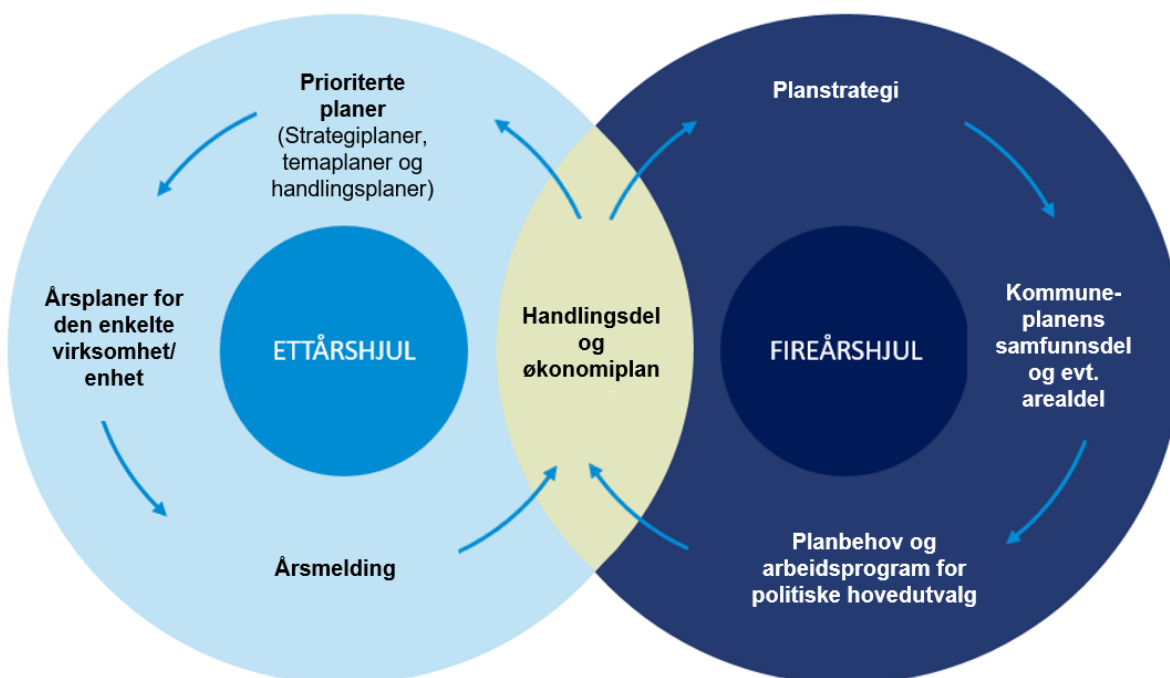 Prioriterte
planer
(Strategiplaner,
temaplaner og
handlingsplaner)
Årsplaner for
den enkelte
virksomhet/
enhet
ETTÅRSHJUL
Årsmelding
Handlingsdel
og
økonomiplan
Planstrategi
FIREÅRSHJUL
Kommune-
planens
samfunnsdel
og evt.
arealdel
Planbehov og
arbeidsprogram for
politiske hovedutvalg